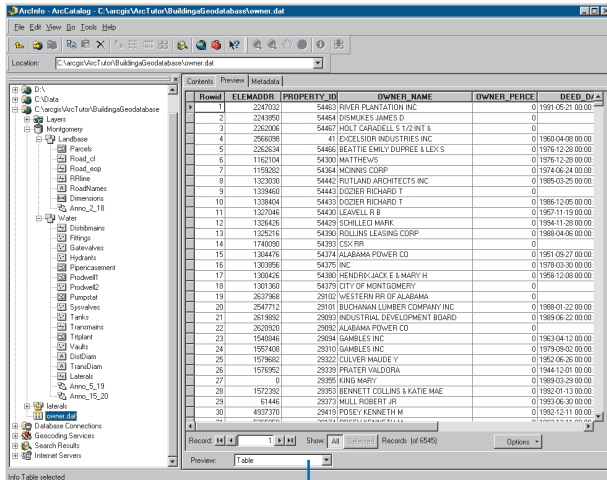 ArcInfo - ArcCatalog - C:\arcgis\ArcTutor\BuildingaGeodatabase\owner.dat
File Edit View Go Tools Help
Location: C:\arcgis\ArcTutor\BuildingaGeodatabase\owner.dat
D:\
C:\Data
C:\arcgis\ArcTutor\BuildingaGeodatabase
Layers
Montgomery
Landbase
Parcels
Road_cl
Road_eop
RRline
RoadNames
Dimensions
Anno_2_18
Water
Distribmains
Fittings
Gatevalves
Hydrants
Pipencasement
Prodwell1
Prodwell2
Pumpstat
Sysvalves
Tanks
Transmains
Trtplant
Vaults
DistDiam
TransDiam
Laterals
Anno_5_19
Anno_15_20
laterals
owner.dat
Database Connections
Geocoding Services
Search Results
Internet Servers
Contents Preview Metadata
Rowid ELEMADDR PROPERTY_ID OWNER_NAME OWNER_PERCE DEED_DA
1 2247032 54463 RIVER PLANTATION INC 0 1991-05-21 00:00:
2 2243850 54464 DISMUKES JAMES D 0
3 2262006 54467 HOLT CARADELL S 1/2 INT & 0
4 2566098 41 EXCELSIOR INDUSTRIES INC 0 1960-04-08 00:00:
5 2262634 54466 BEATTIE EMILY DUPREE & LEX S 0 1976-12-28 00:00:
6 1162104 54300 MATTHEWS 0 1976-12-28 00:00:
7 1159282 54364 MCINNIS CORP 0 1974-06-24 00:00:
8 1323030 54442 RUTLAND ARCHITECTS INC 0 1985-03-25 00:00:
9 1339460 54443 DOZIER RICHARD T 0
10 1338404 54433 DOZIER RICHARD T 0 1986-12-05 00:00:
11 1327046 54430 LEAVELL R B 0 1957-11-19 00:00:
12 1326426 54429 SCHILLECI MARK 0 1994-11-28 00:00:
13 1325216 54390 ROLLINS LEASING CORP 0 1988-04-06 00:00:
14 1740090 54393 CSX RR 0
15 1304476 54374 ALABAMA POWER CO 0 1951-09-27 00:00:
16 1303856 54375 INC 0 1978-03-30 00:00:
17 1300426 54380 HENDRIX JACK E & MARY H 0 1958-12-08 00:00:
18 1301360 54379 CITY OF MONTGOMERY 0
19 2637968 29102 WESTERN RR OF ALABAMA 0
20 2547712 29101 BUCHANAN LUMBER COMPANY INC 0 1988-01-22 00:00:
21 2619892 29093 INDUSTRIAL DEVELOPMENT BOARD 0 1989-06-22 00:00:
22 2620920 29092 ALABAMA POWER CO 0
23 1540846 29094 GAMBLES INC 0 1963-04-12 00:00:
24 1557408 29310 GAMBLES INC 0 1979-09-02 00:00:
25 1579682 29322 CULVER MAUDE Y 0 1952-06-26 00:00:
26 1576952 29339 PRATER VALDORA 0 1944-12-01 00:00:
27 0 29355 KING MARY 0 1989-03-29 00:00:
28 1572392 29353 BENNETT COLLINS & KATIE MAE 0 1992-01-13 00:00:
29 61446 29373 MULL ROBERT JR 0 1993-06-30 00:00:
30 4937370 29419 POSEY KENNETH M 0 1992-12-11 00:00:
Record: 1 Show: All Selected Records (of 6545) Options
Preview: Table
Info Table selected